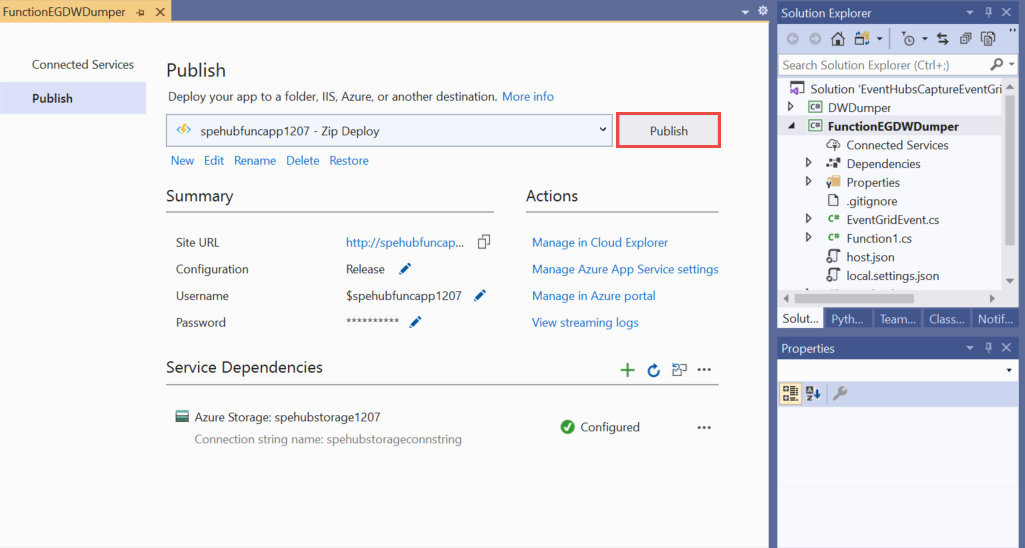 FunctionEGDWDumper
Connected Services
Publish
Publish
Deploy your app to a folder, IIS, Azure, or another destination. More info
spehubfuncapp1207 - Zip Deploy
Publish
New Edit Rename Delete Restore
Summary
Site URL http://spehubfuncap...
Configuration Release
Username $spehubfuncapp1207
Password **********
Actions
Manage in Cloud Explorer
Manage Azure App Service settings
Manage in Azure portal
View streaming logs
Service Dependencies
Azure Storage: spehubstorage1207
Connection string name: spehubstorageconnstring
Configured
Solution Explorer
Search Solution Explorer (Ctrl+;)
Solution 'EventHubsCaptureEventGri
DWDumper
FunctionEGDWDumper
Connected Services
Dependencies
Properties
.gitignore
EventGridEvent.cs
Function1.cs
host.json
local.settings.json
Solut... Pyth... Team... Class... Notif...
Properties